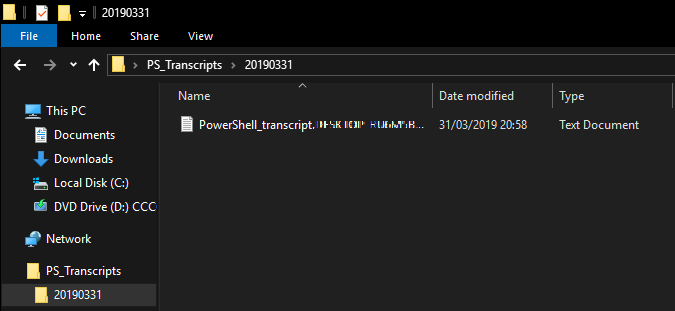 20190331
File Home Share View
PS_Transcripts 20190331
Name Date modified Type
This PC
PowerShell_transcript. 31/03/2019 20:58 Text Document
Documents
Downloads
Local Disk (C:)
DVD Drive (D:) CCC
Network
PS_Transcripts
20190331